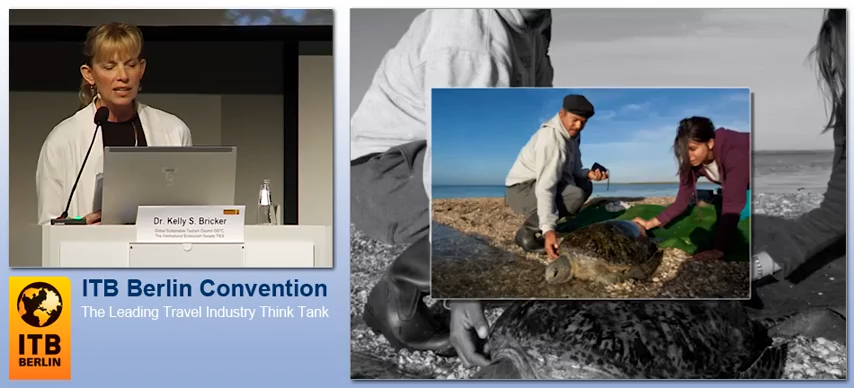 Dr. Kelly S. Bricker
Global Sustainable Tourism Council GSTC,
The International Ecotourism Society TIES
ITB Berlin Convention
The Leading Travel Industry Think Tank
ITB
BERLIN